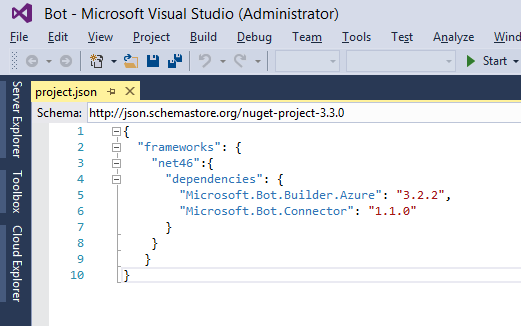 Bot - Microsoft Visual Studio (Administrator)
File Edit View Project Build Debug Team Tools Test Analyze Window
Start
Server Explorer
Toolbox
Cloud Explorer
project.json
Schema: http://json.schemastore.org/nuget-project-3.3.0
1 {
2 "frameworks": {
3 "net46":{
4 "dependencies": {
5 "Microsoft.Bot.Builder.Azure": "3.2.2",
6 "Microsoft.Bot.Connector": "1.1.0"
7 }
8 }
9 }
10 }